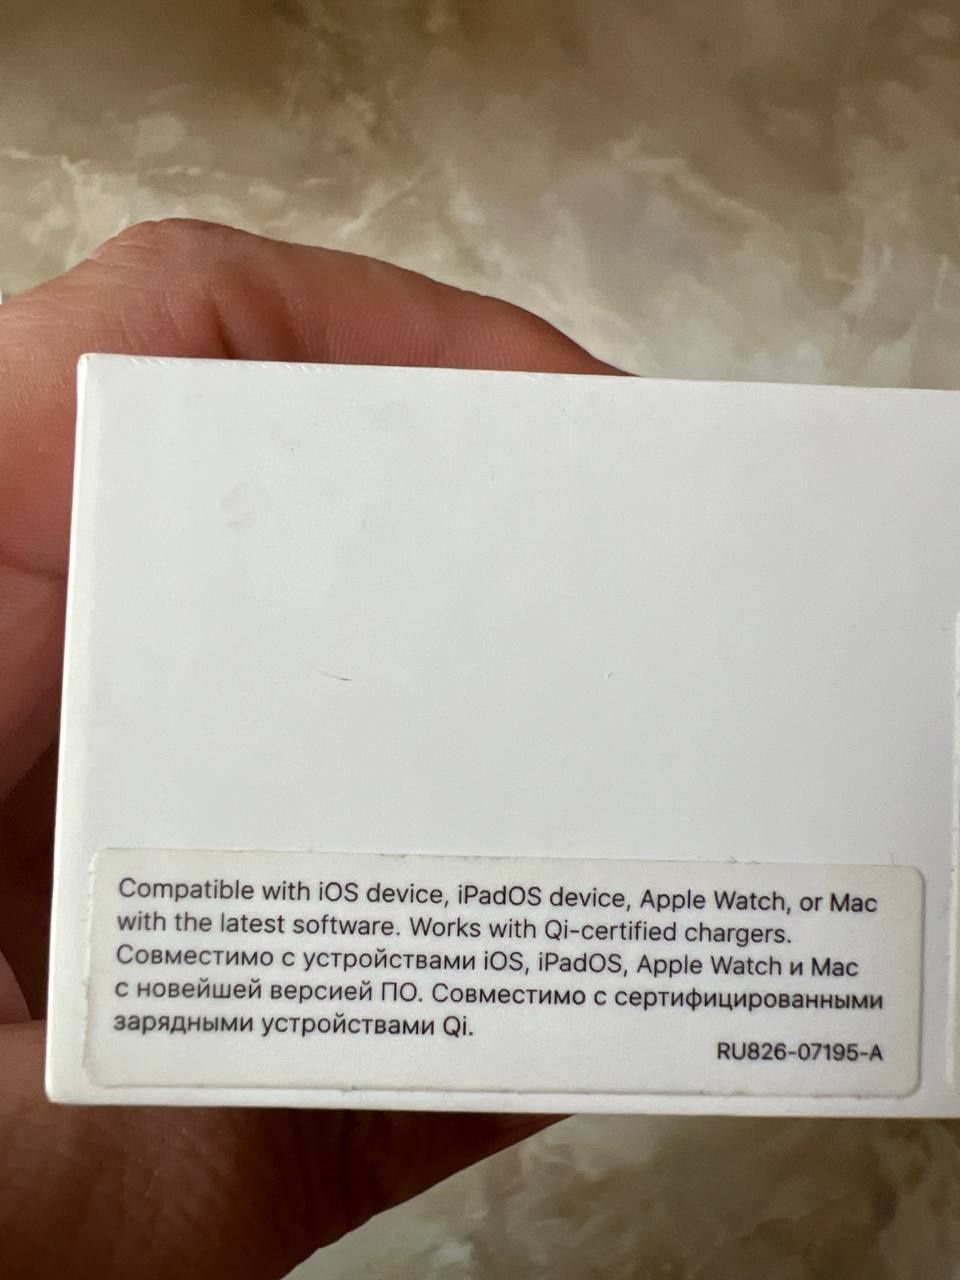 Compatible with iOS device, iPadOS device, Apple Watch, or Mac
with the latest software. Works with Qi-certified chargers.
Совместимо с устройствами iOS, iPadOS, Apple Watch и Mac
с новейшей версией ПО. Совместимо с сертифицированными
зарядными устройствами Qi.
RU826-07195-A